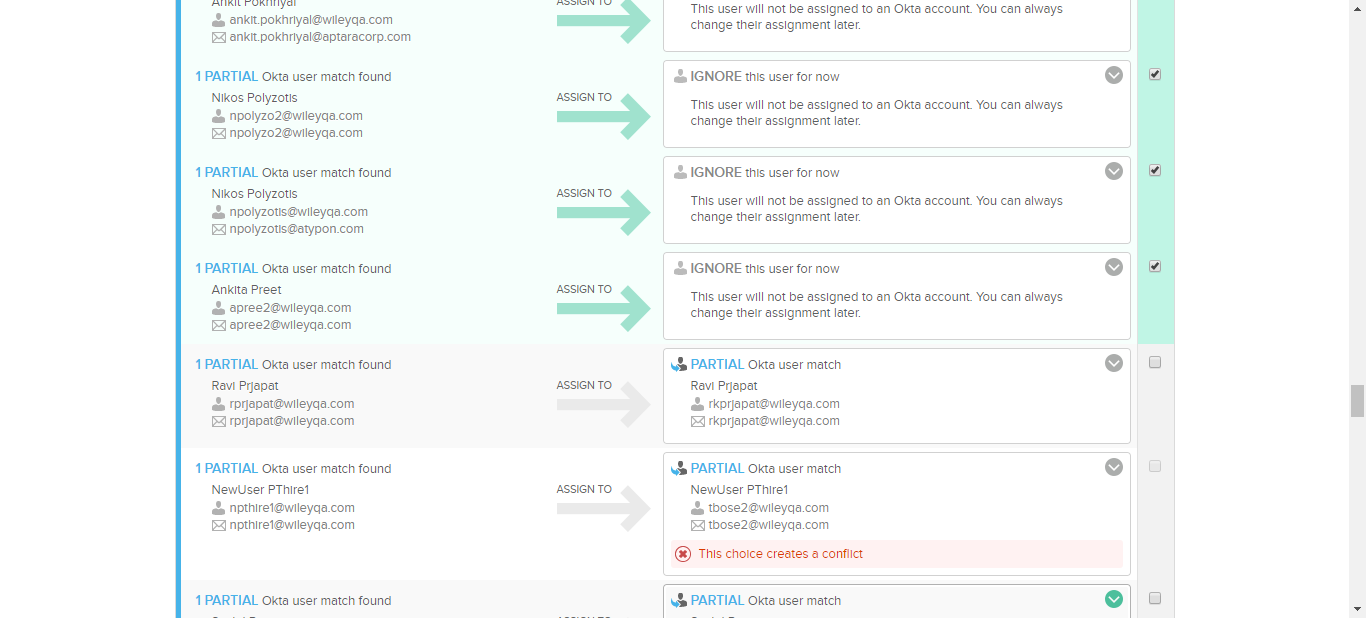 Ankit Pokhriyal
ankit.pokhriyal@wileyqa.com
ankit.pokhriyal@aptaracorp.com
ASSIGN TO
This user will not be assigned to an Okta account. You can always
change their assignment later.
1 PARTIAL Okta user match found
Nikos Polyzotis
npolyzo2@wileyqa.com
npolyzo2@wileyqa.com
ASSIGN TO
IGNORE this user for now
This user will not be assigned to an Okta account. You can always
change their assignment later.
1 PARTIAL Okta user match found
Nikos Polyzotis
npolyzotis@wileyqa.com
npolyzotis@atypon.com
ASSIGN TO
IGNORE this user for now
This user will not be assigned to an Okta account. You can always
change their assignment later.
1 PARTIAL Okta user match found
Ankita Preet
apree2@wileyqa.com
apree2@wileyqa.com
ASSIGN TO
IGNORE this user for now
This user will not be assigned to an Okta account. You can always
change their assignment later.
1 PARTIAL Okta user match found
Ravi Prjapat
rprjapat@wileyqa.com
rprjapat@wileyqa.com
ASSIGN TO
PARTIAL Okta user match
Ravi Prjapat
rkprjapat@wileyqa.com
rkprjapat@wileyqa.com
1 PARTIAL Okta user match found
NewUser PThire1
npthire1@wileyqa.com
npthire1@wileyqa.com
ASSIGN TO
PARTIAL Okta user match
NewUser PThire1
tbose2@wileyqa.com
tbose2@wileyqa.com
This choice creates a conflict
1 PARTIAL Okta user match found
PARTIAL Okta user match